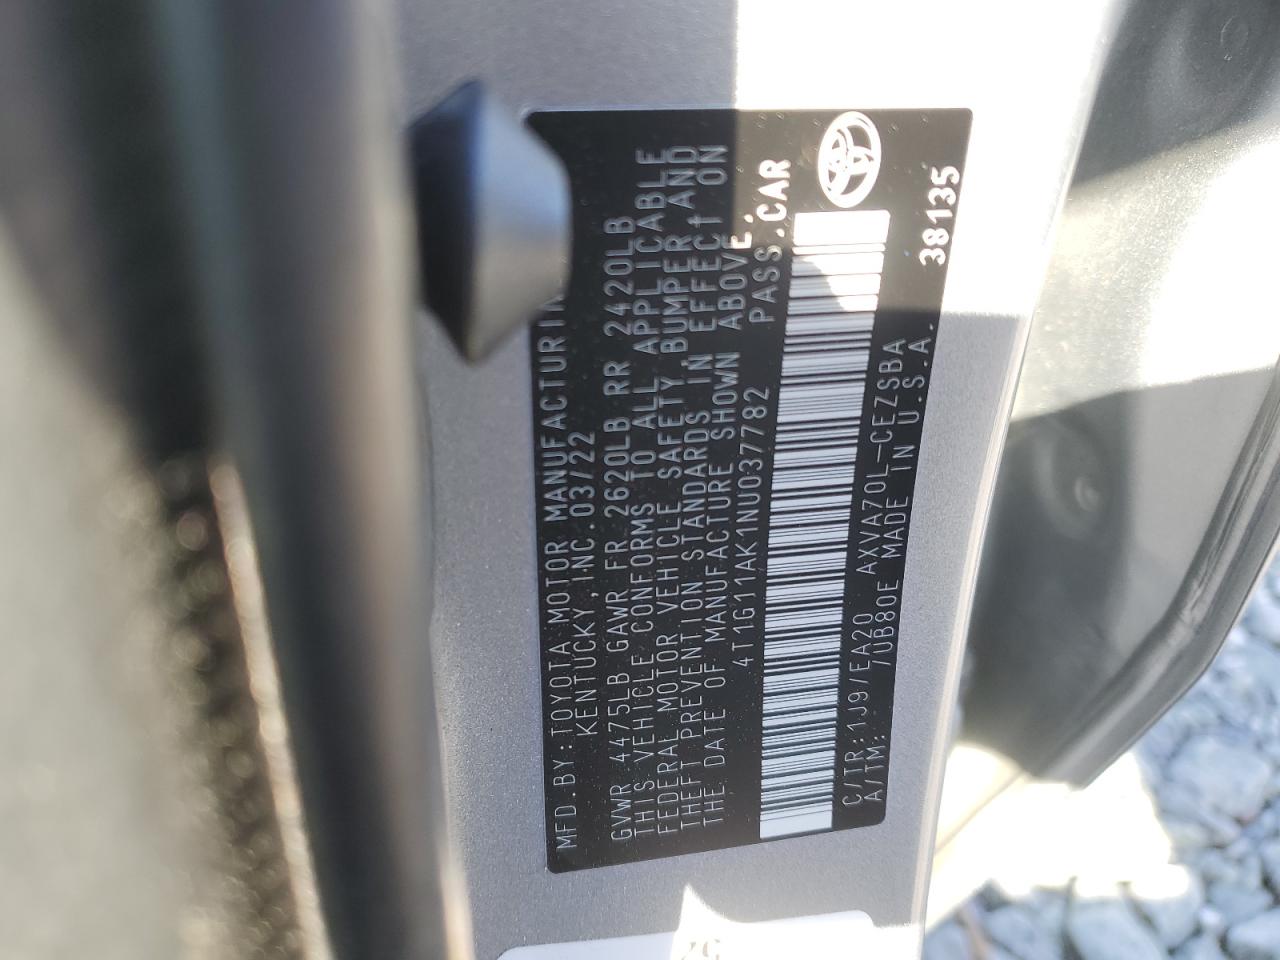 MFD.BY:TOYOTA MOTOR MANUFACTURIN
KENTUCKY,INC.03/22
GVWR 4475LB GAWR FR 2620LB RR 2420LB
THIS VEHICLE CONFORMS TO ALL APPLICABLE
FEDERAL MOTOR VEHICLE SAFETY,BUMPER AND
THEFT PREVENTION STANDARDS IN EFFECT ON
THE DATE OF MANUFACTURE SHOWN ABOVE.
4T1G11AK1NU037782 PASS.CAR
C/TR:1J9/EA20 AXVA70L-CEZSBA
A/TM: /UB80E MADE IN U.S.A.
38135